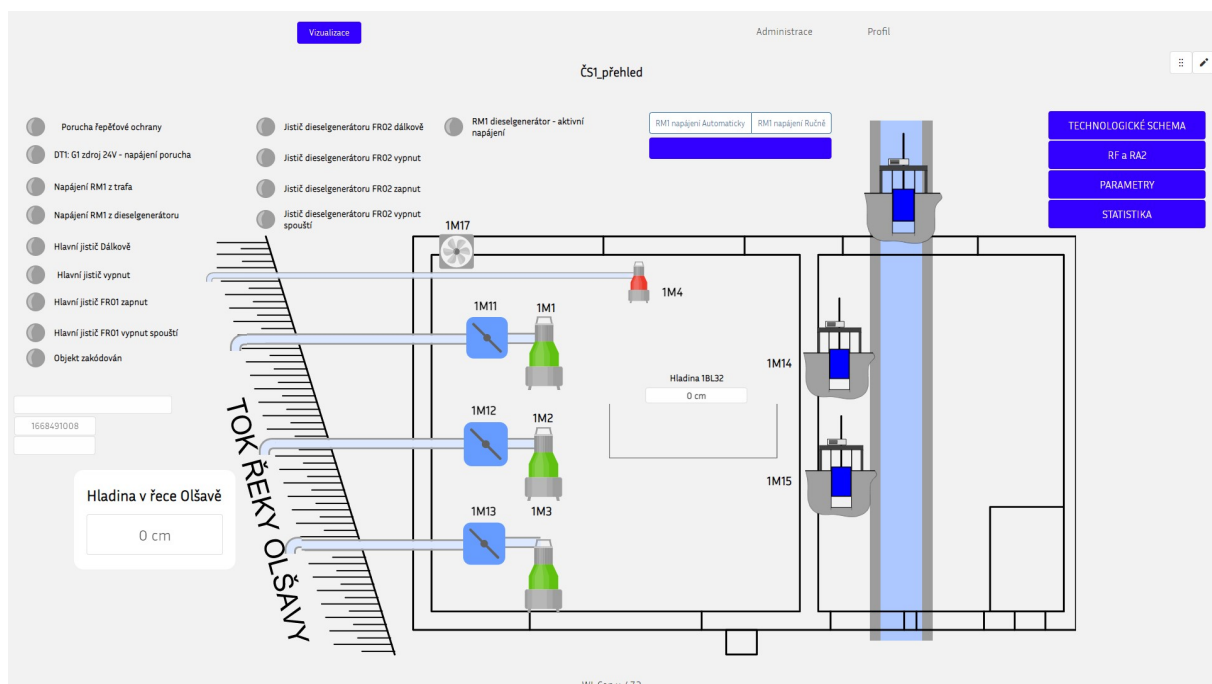 Vizualizace
Administrace
Profil
ČS1_přehled
Porucha řepěťové ochrany
DT1: G1 zdroj 24V - napájení porucha
Napájení RM1 z trafa
Napájení RM1 z dieselgenerátoru
Hlavní jistič Dálkově
Hlavní jistič vypnut
Hlavní jistič FR01 zapnut
Hlavní jistič FR01 vypnut spouští
Objekt zakódován
Jistič dieselgenerátoru FR02 dálkově
Jistič dieselgenerátoru FR02 vypnut
Jistič dieselgenerátoru FR02 zapnut
Jistič dieselgenerátoru FR02 vypnut
spouští
RM1 dieselgenerátor - aktivní
napájení
RM1 napájení Automaticky
RM1 napájení Ručně
TECHNOLOGICKÉ SCHEMA
RF a RA2
PARAMETRY
STATISTIKA
1M17
1M4
1M11
1M1
1M14
Hladina 1BL32
0 cm
1668491008
1M12
1M2
1M15
Hladina v řece Olšavě
0 cm
TOK ŘEKY OLŠAVY
1M13
1M3